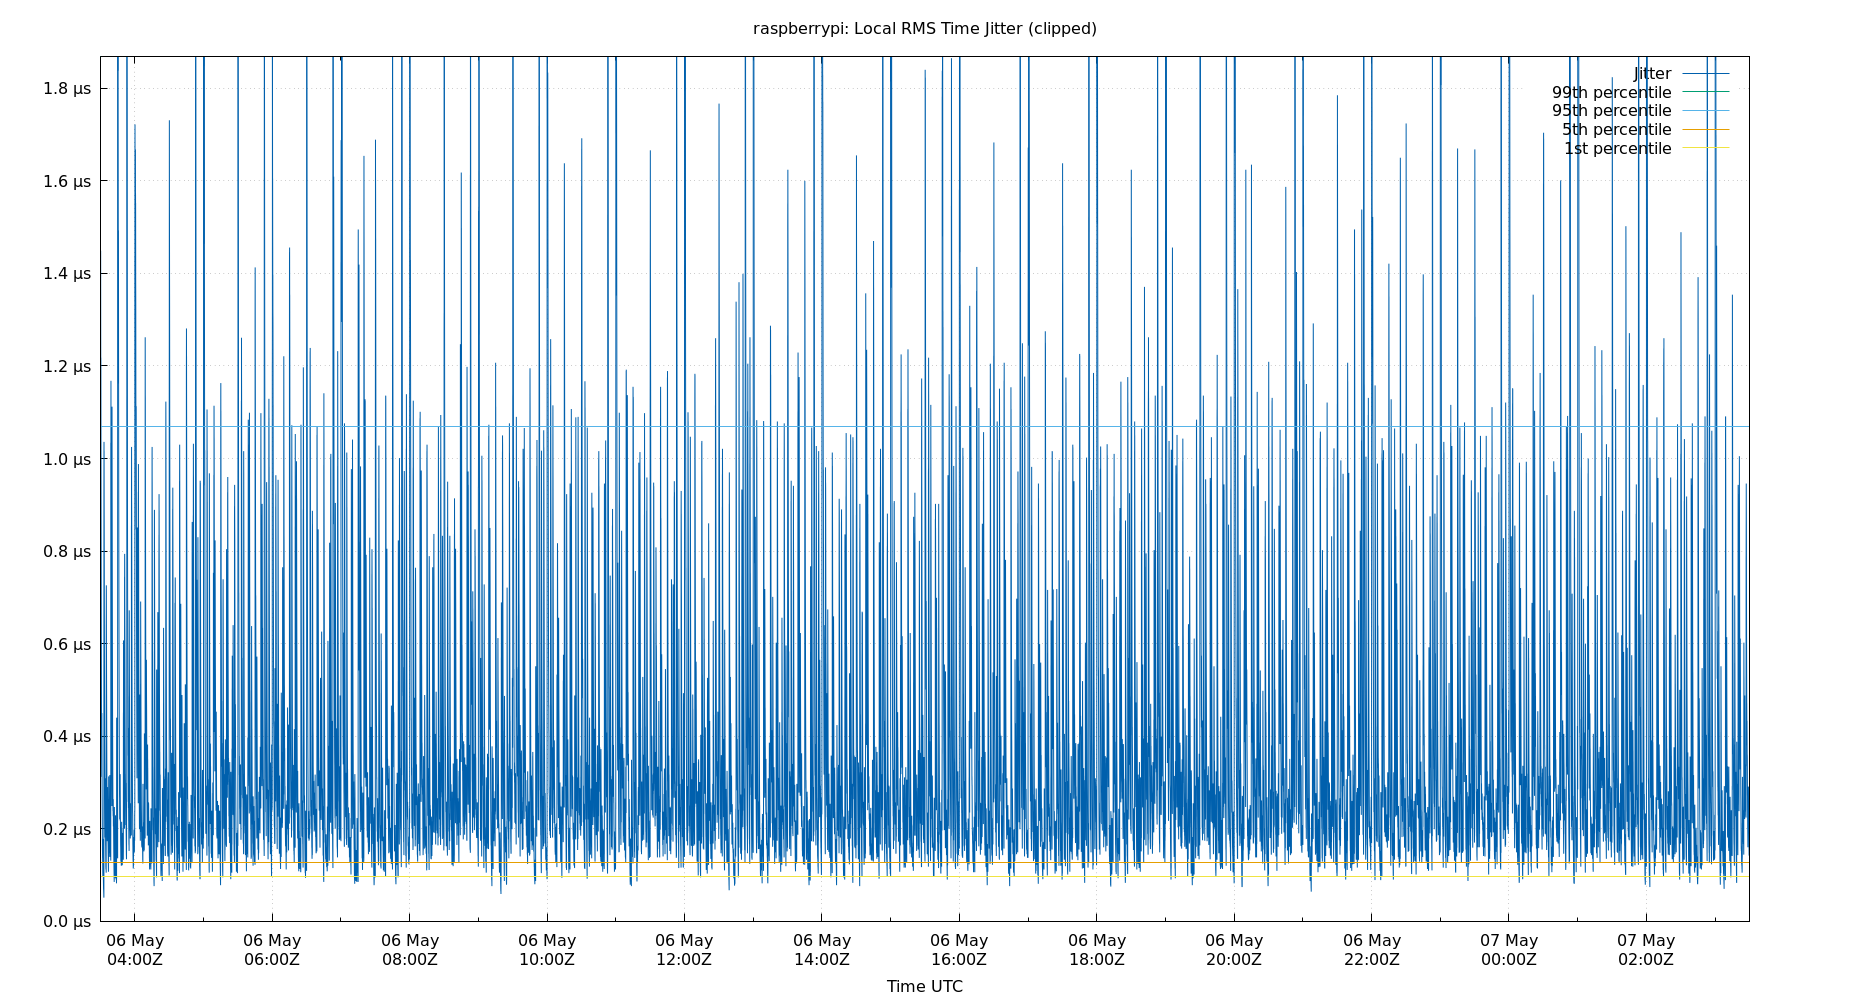 raspberrypi: Local RMS Time Jitter (clipped)
Jitter
99th percentile
95th percentile
5th percentile
1st percentile
1.8 µs
1.6 µs
1.4 µs
1.2 µs
1.0 µs
0.8 µs
0.6 µs
0.4 µs
0.2 µs
0.0 µs
06 May 06 May 06 May 06 May 06 May 06 May 06 May 06 May 06 May 06 May 07 May 07 May
04:00Z 06:00Z 08:00Z 10:00Z 12:00Z 14:00Z 16:00Z 18:00Z 20:00Z 22:00Z 00:00Z 02:00Z
Time UTC